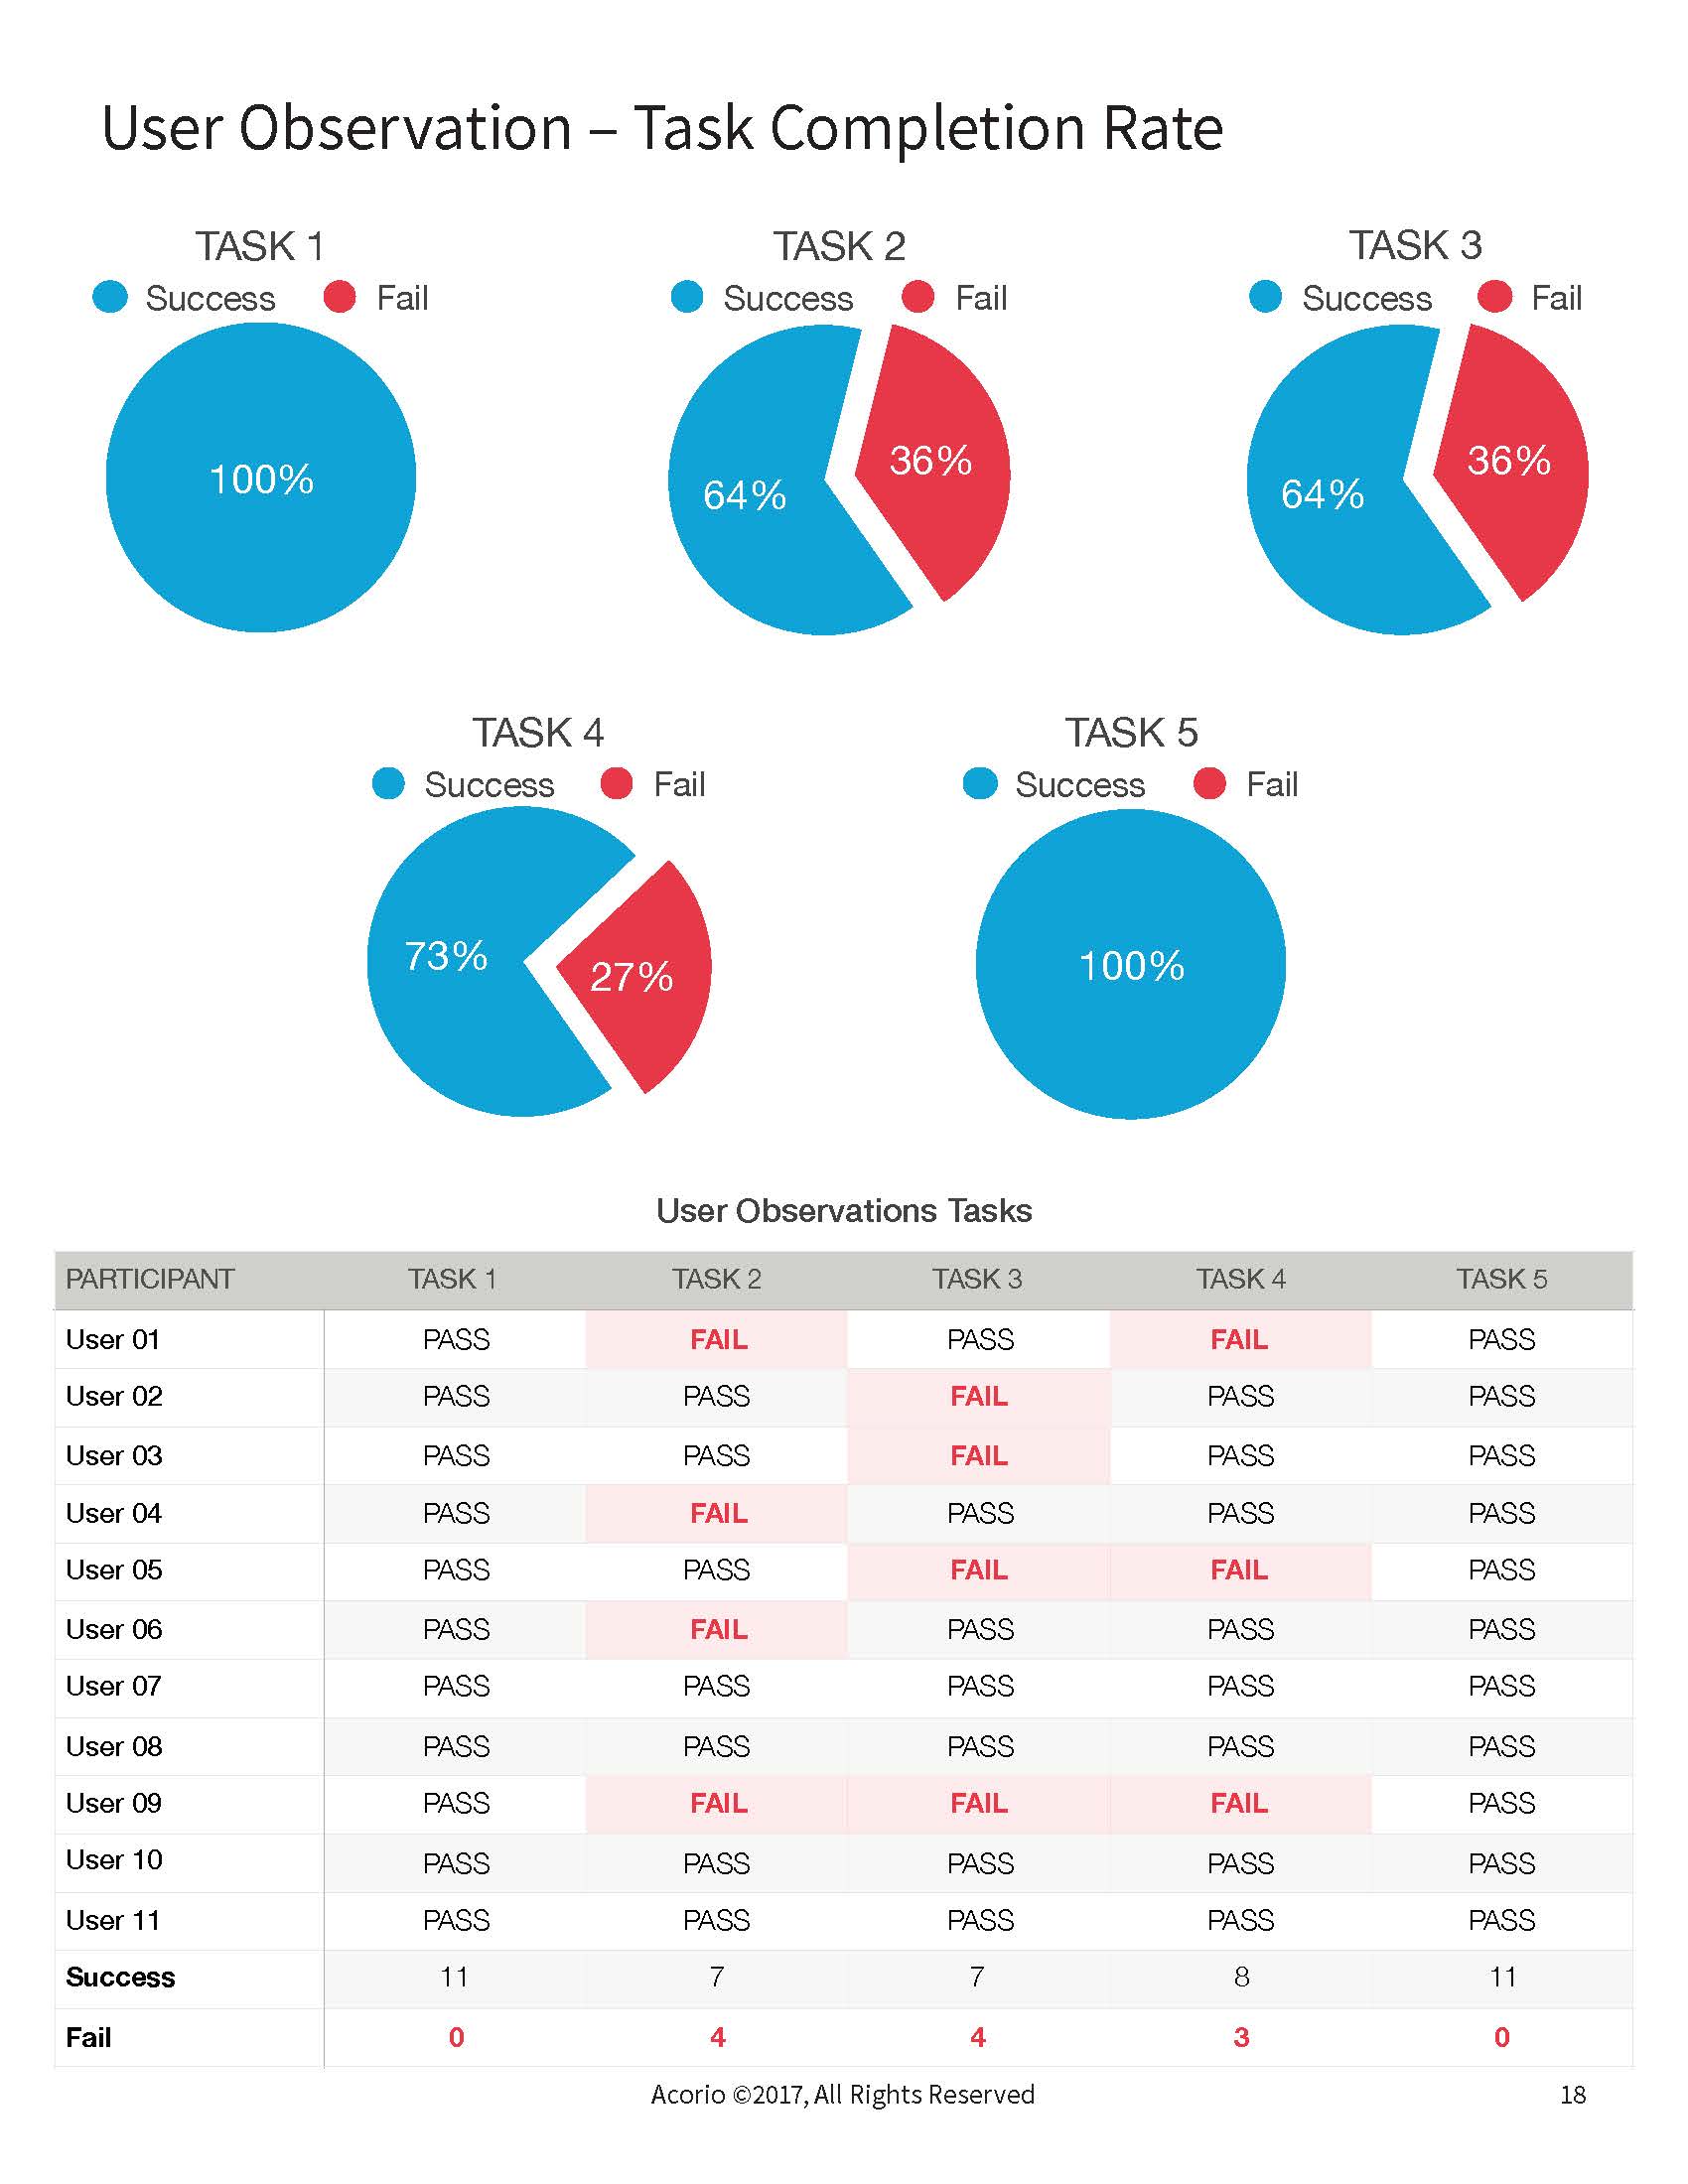 User Observation – Task Completion Rate
TASK 1
Success Fail
100%
TASK 2
Success Fail
64% 36%
TASK 3
Success Fail
64% 36%
TASK 4
Success Fail
73% 27%
TASK 5
Success Fail
100%
User Observations Tasks
PARTICIPANT TASK 1 TASK 2 TASK 3 TASK 4 TASK 5
User 01 PASS FAIL PASS FAIL PASS
User 02 PASS PASS FAIL PASS PASS
User 03 PASS PASS FAIL PASS PASS
User 04 PASS FAIL PASS PASS PASS
User 05 PASS PASS FAIL FAIL PASS
User 06 PASS FAIL PASS PASS PASS
User 07 PASS PASS PASS PASS PASS
User 08 PASS PASS PASS PASS PASS
User 09 PASS FAIL FAIL FAIL PASS
User 10 PASS PASS PASS PASS PASS
User 11 PASS PASS PASS PASS PASS
Success 11 7 7 8 11
Fail 0 4 4 3 0
Acorio ©2017, All Rights Reserved 18